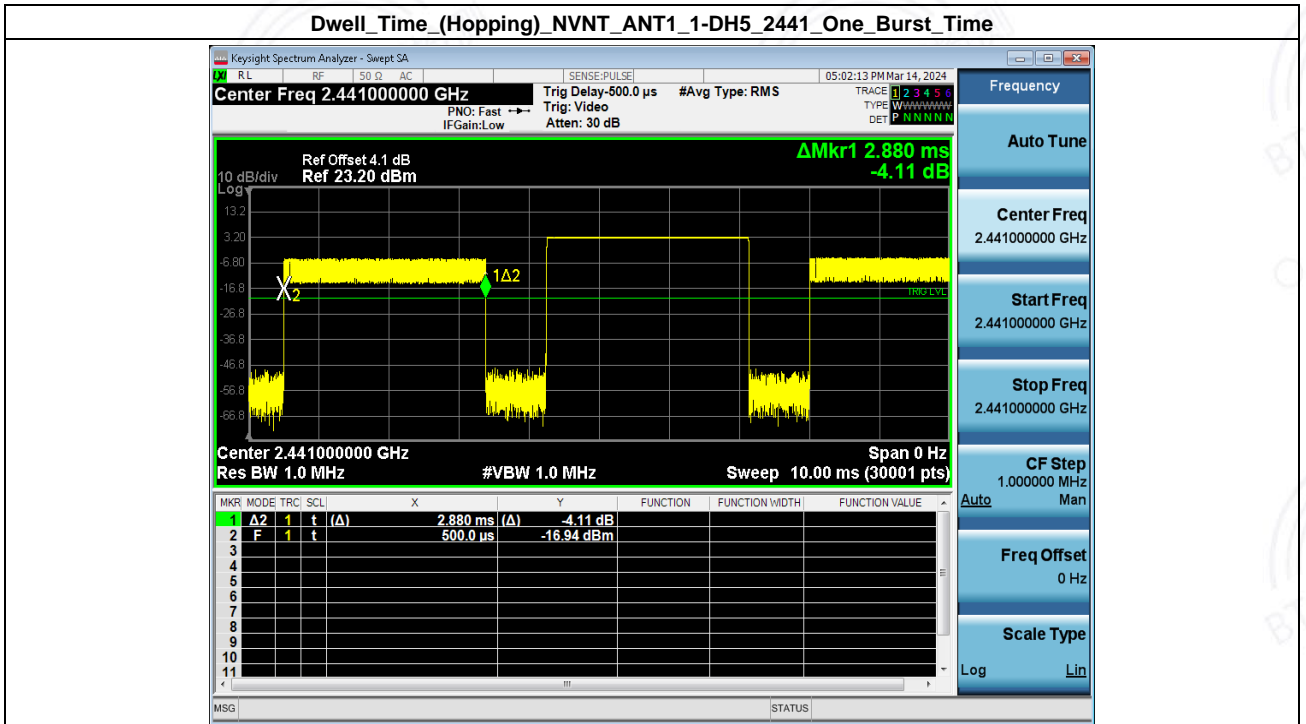 Dwell_Time_(Hopping)_NVNT_ANT1_1-DH5_2441_One_Burst_Time
Keysight Spectrum Analyzer - Swept SA
LXI RL RF 50 Ω AC SENSE:PULSE 05:02:13 PM Mar 14, 2024
Center Freq 2.441000000 GHz
PNO: Fast
IFGain:Low
Trig Delay-500.0 µs
Trig: Video
Atten: 30 dB
#Avg Type: RMS
TRACE 1 2 3 4 5 6
TYPE WWWWWW
DET P N N N N N
ΔMkr1 2.880 ms
-4.11 dB
Ref Offset 4.1 dB
10 dB/div Ref 23.20 dBm
Log
13.2
3.20
-6.80
-16.8
-26.8
-36.8
-46.8
-56.8
-66.8
1Δ2
2
TRIG LVL
Center 2.441000000 GHz Span 0 Hz
Res BW 1.0 MHz #VBW 1.0 MHz Sweep 10.00 ms (30001 pts)
MKR MODE TRC SCL X Y FUNCTION FUNCTION WIDTH FUNCTION VALUE
1 Δ2 1 t (Δ) 2.880 ms (Δ) -4.11 dB
2 F 1 t 500.0 µs -16.94 dBm
3
4
5
6
7
8
9
10
11
MSG STATUS
Frequency
Auto Tune
Center Freq
2.441000000 GHz
Start Freq
2.441000000 GHz
Stop Freq
2.441000000 GHz
CF Step
1.000000 MHz
Auto Man
Freq Offset
0 Hz
Scale Type
Log Lin